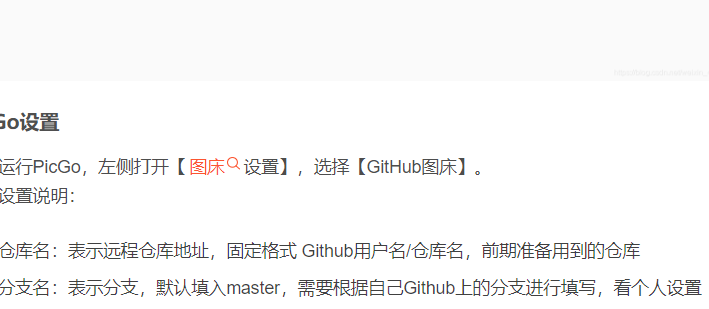 Go设置
运行PicGo，左侧打开【图床设置】，选择【GitHub图床】。
设置说明：
仓库名：表示远程仓库地址，固定格式 Github用户名/仓库名，前期准备用到的仓库
分支名：表示分支，默认填入master，需要根据自己Github上的分支进行填写，看个人设置